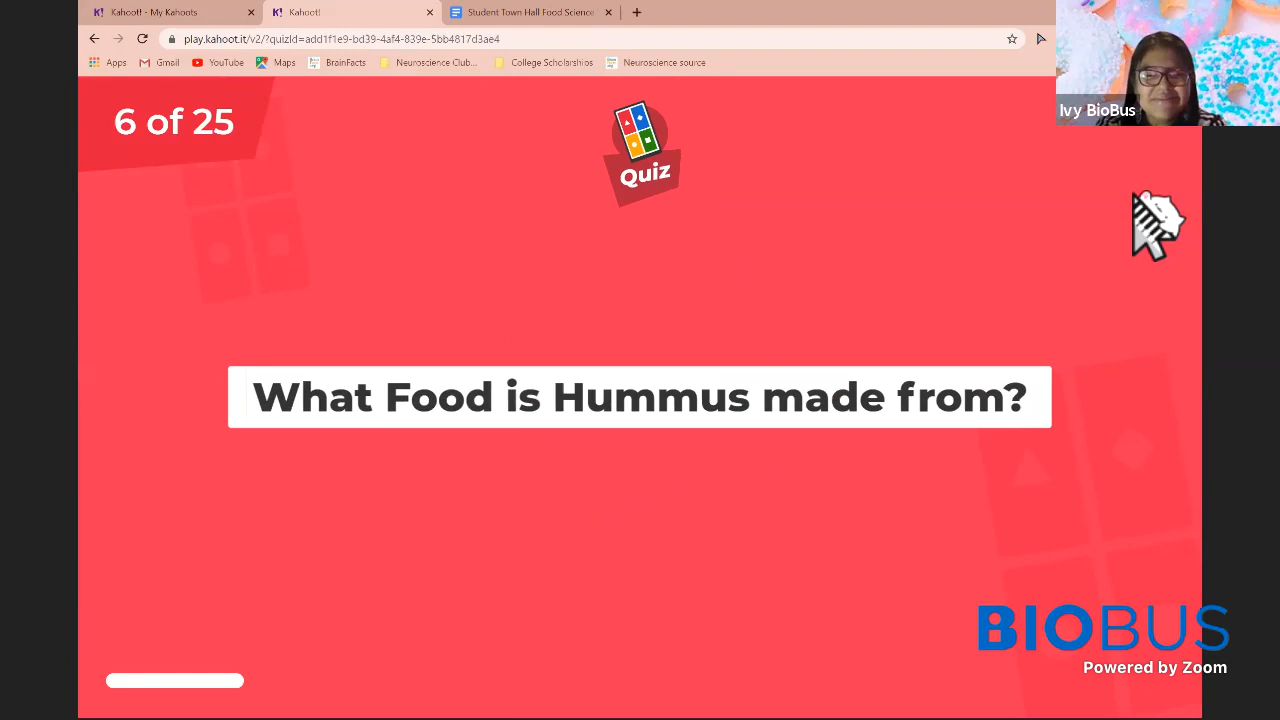 Kahoot! - My Kahoots
Kahoot!
Student Town Hall Food Science
play.kahoot.it/v2/?quizId=add1f1e9-bd39-4af4-839e-5bb4817d3ae4
Apps
Gmail
YouTube
Maps
BrainFacts
Neuroscience Club...
College Scholarships
Neuroscience source
Ivy BioBus
6 of 25
Quiz
What Food is Hummus made from?
BIOBUS
Powered by Zoom